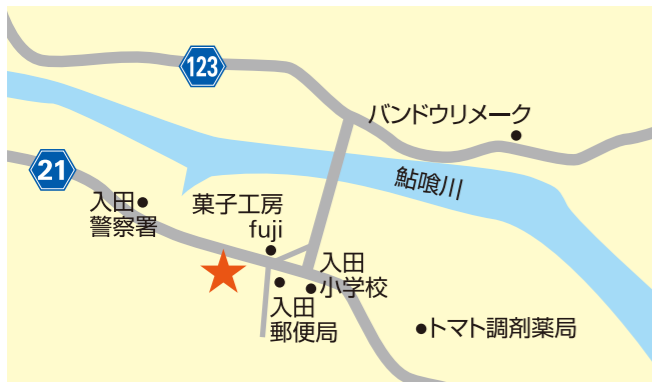 123
バンドウリメーク
21
鮎喰川
入田
警察署
菓子工房
fuji
入田
小学校
入田
郵便局
トマト調剤薬局